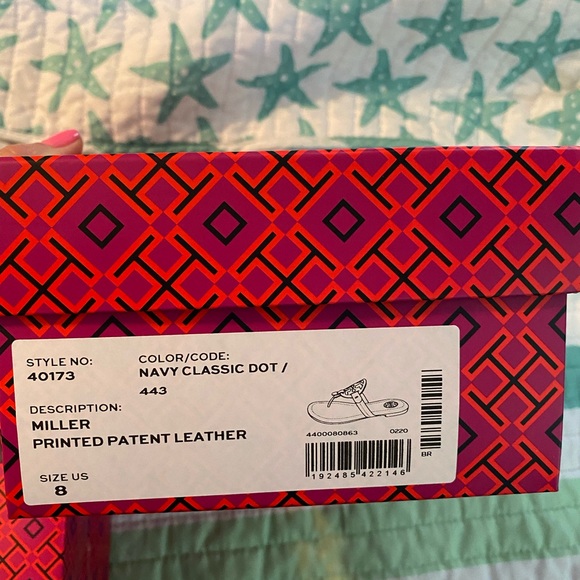 STYLE NO:
40173
COLOR/CODE:
NAVY CLASSIC DOT /
443
DESCRIPTION:
MILLER
PRINTED PATENT LEATHER
SIZE US
8
4400080863 0220
192485422146
BR